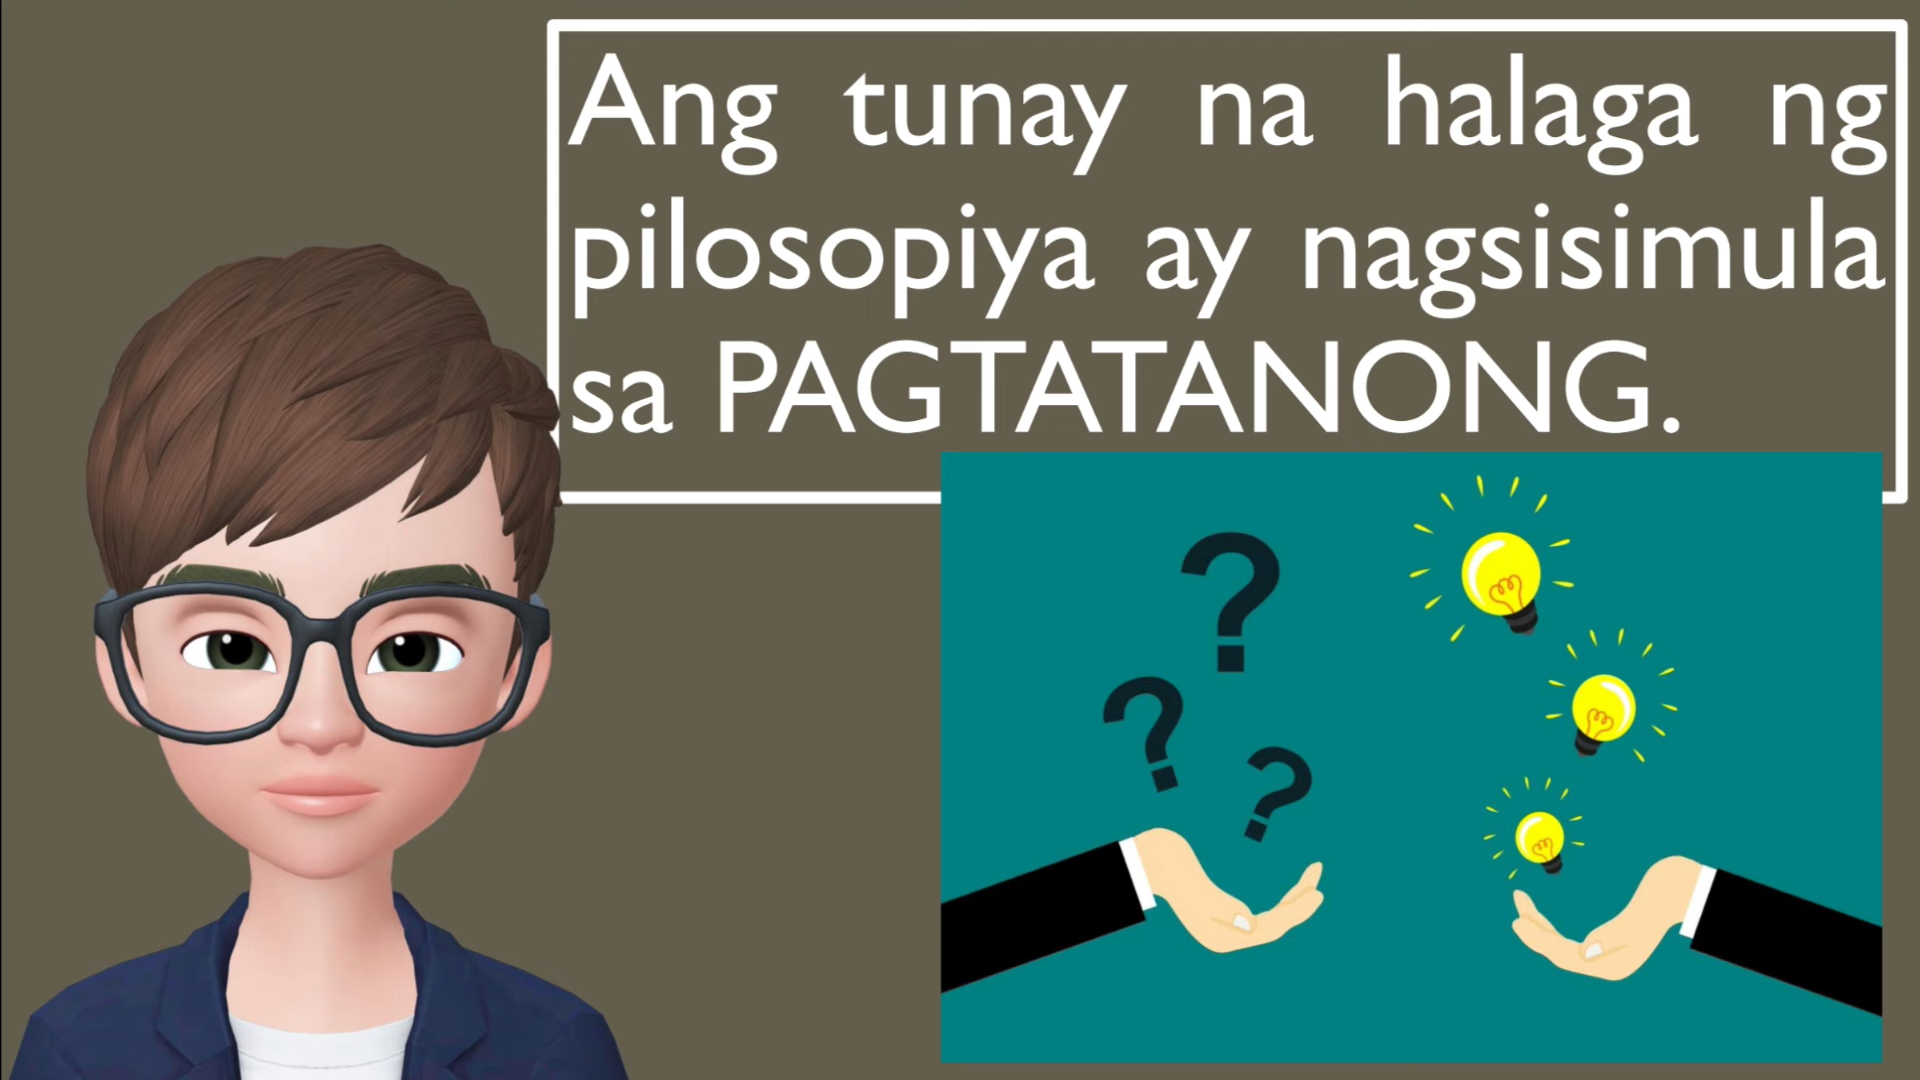 Ang tunay na halaga ng
pilosopiya ay nagsisimula
sa PAGTATANONG.
? 
?
?